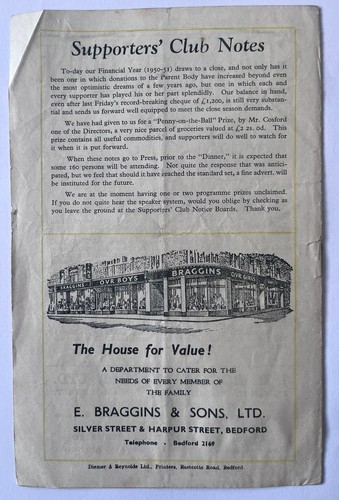 Supporters' Club Notes
To-day our Financial Year (1950-51) draws to a close, and not only has it
been one in which donations to the Parent Body have increased beyond even
the most optimistic dreams of a few years ago, but one in which each and
every supporter has played his or her part splendidly. Our balance in hand,
even after last Friday's record-breaking cheque of £1,200, is still very substan-
tial and sends us forward well equipped to meet the close season demands.
We have had given to us for a "Penny-on-the-Ball" Prize, by Mr. Cosford
one of the Directors, a very nice parcel of groceries valued at £2 2s. 0d. This
prize contains all useful commodities, and supporters will do well to watch for
it when it is put forward.
When these notes go to Press, prior to the "Dinner," it is expected that
some 160 persons will be attending. Not quite the response that was antici-
pated, but we feel that should it have reached the standard set, a fine advert. will
be instituted for the future.
We are at the moment having one or two programme prizes unclaimed.
If you do not quite hear the speaker system, would you oblige by checking as
you leave the ground at the Supporters' Club Notice Boards. Thank you.
BRAGGINS OVR BOYS BRAGGINS OVR GIRLS
The House for Value!
A DEPARTMENT TO CATER FOR THE
NEEDS OF EVERY MEMBER OF
THE FAMILY
E. BRAGGINS & SONS, LTD.
SILVER STREET & HARPUR STREET, BEDFORD
Telephone - Bedford 2169
Diemer & Reynolds Ltd., Printers, Eastcotts Road, Bedford